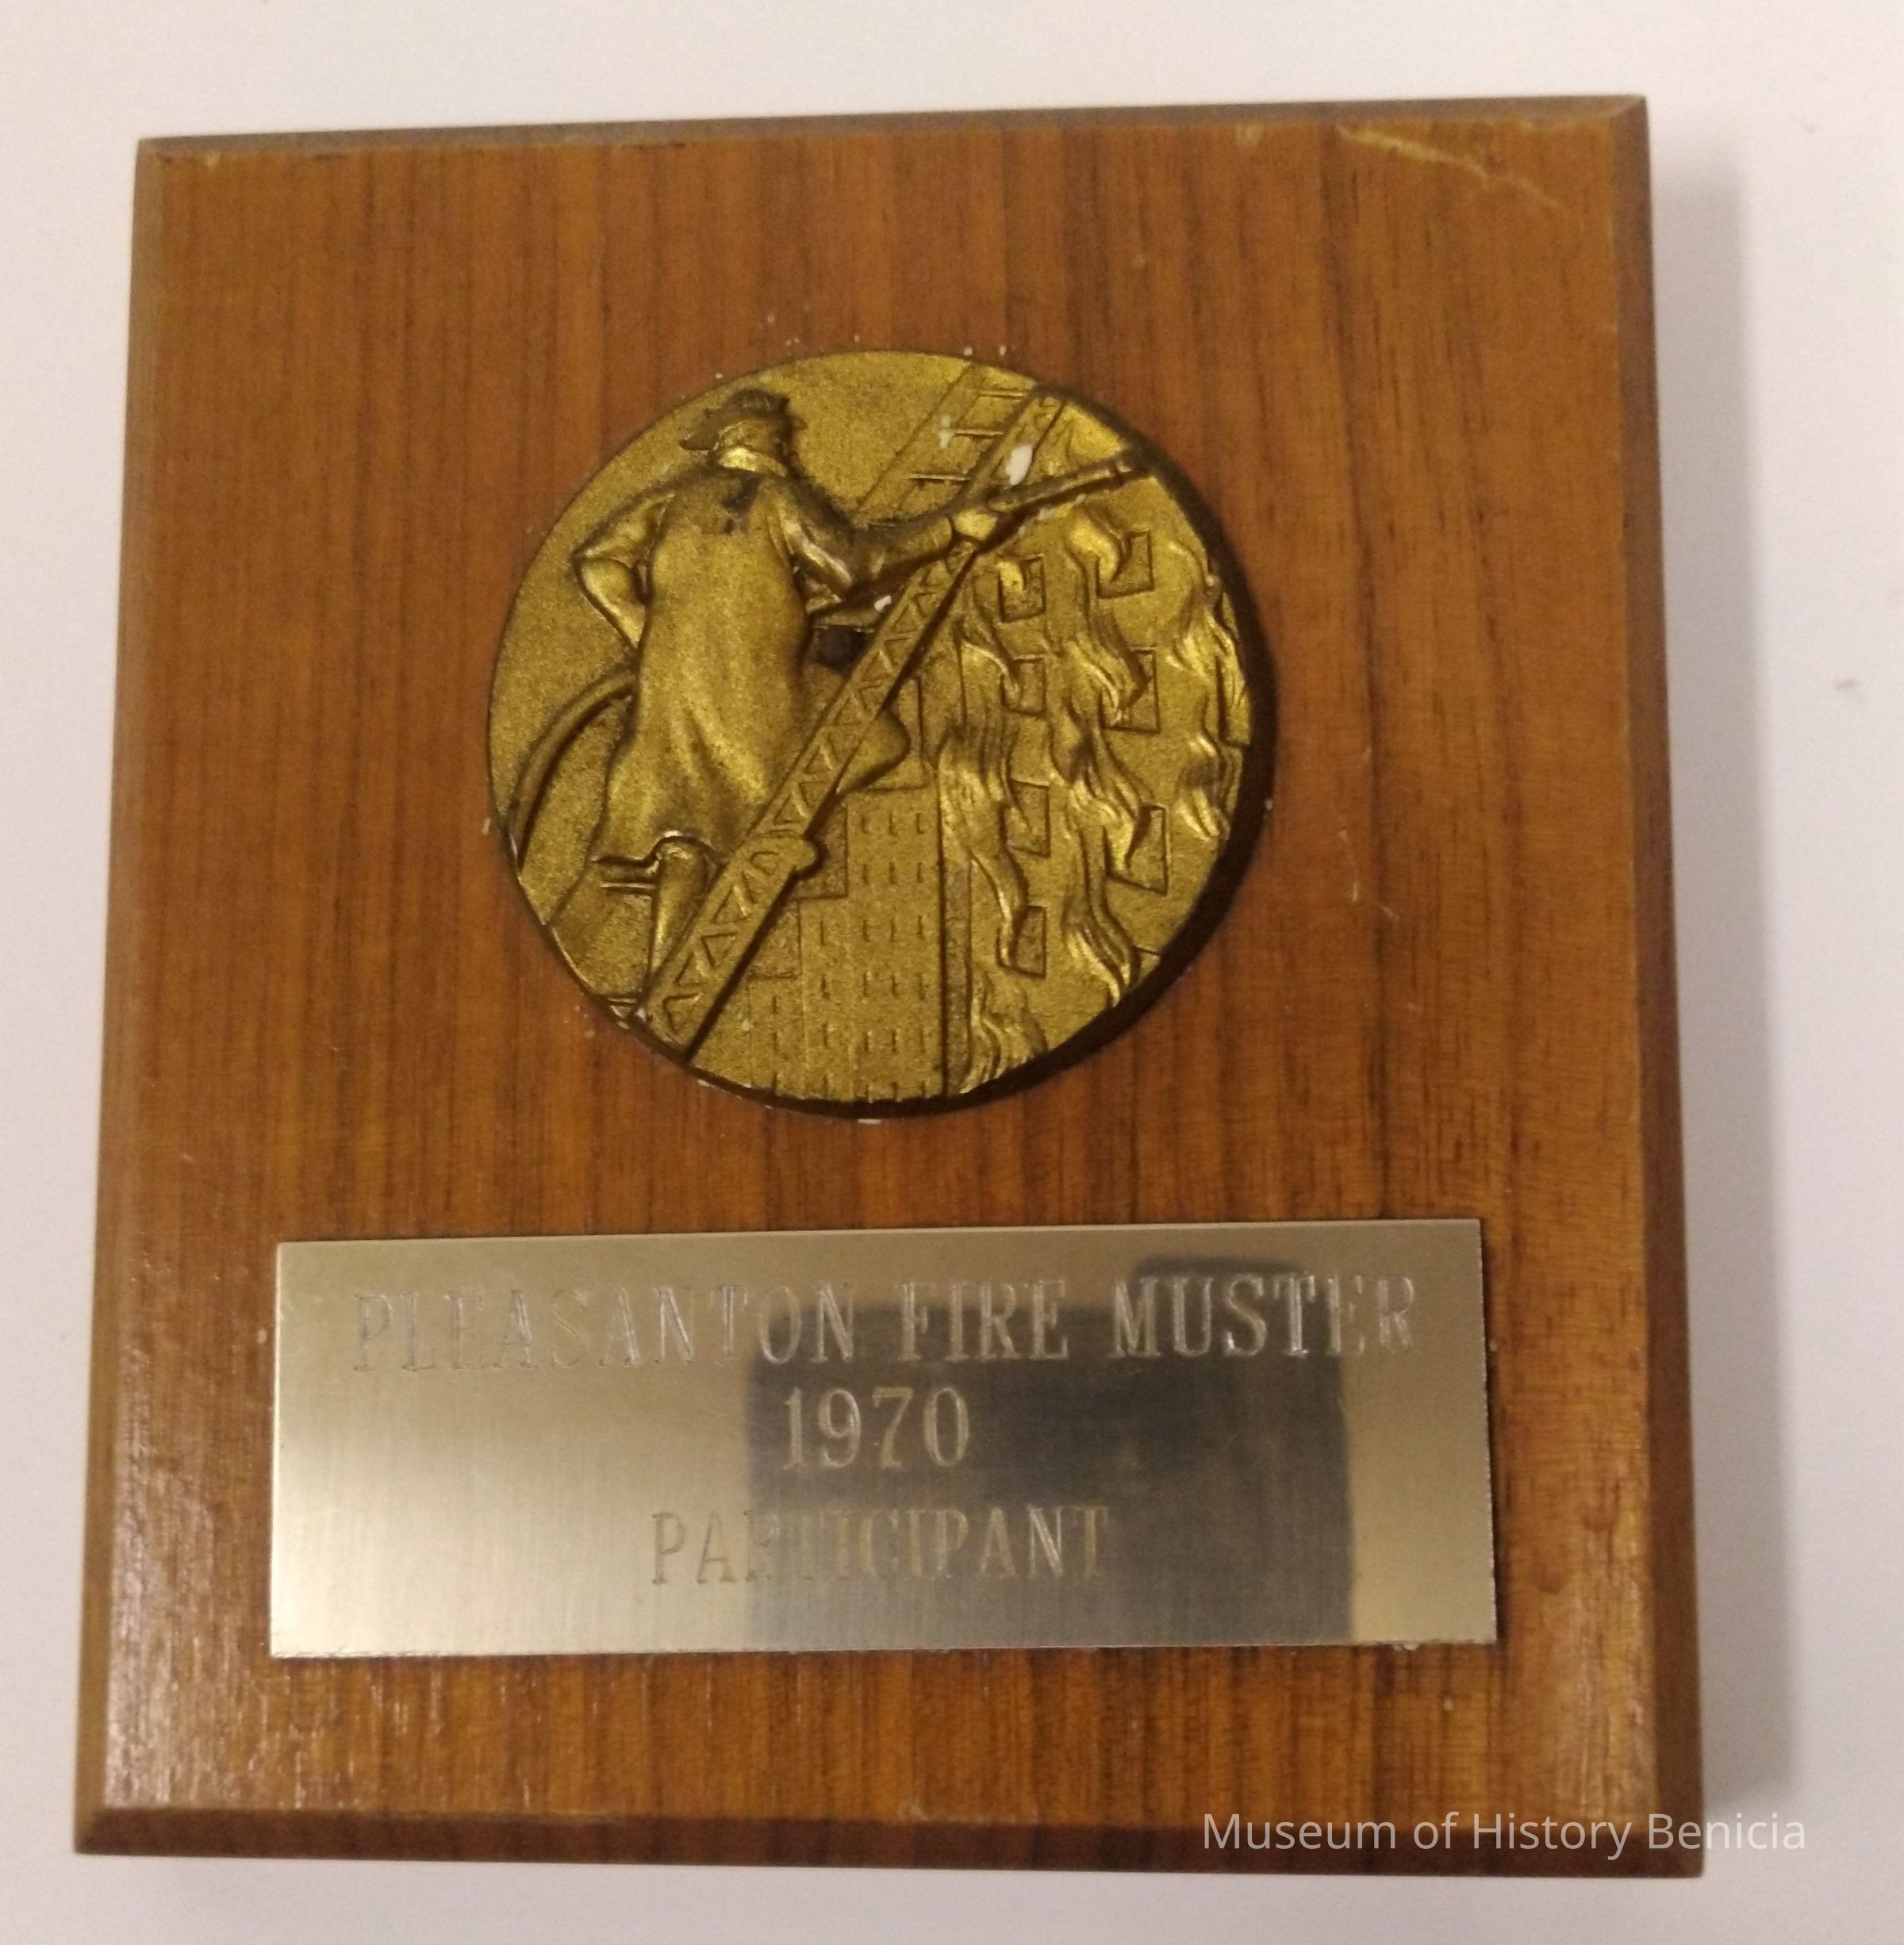 PLEASANTON FIRE MUSTER
1970
PARTICIPANT
Museum of History Benicia